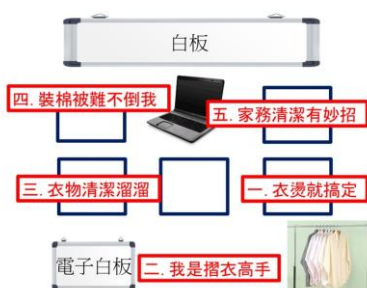 白板
四.裝棉被難不倒我
五.家務清潔有妙招
三.衣物清潔溜溜
一.衣燙就搞定
電子白板
二.我是摺衣高手